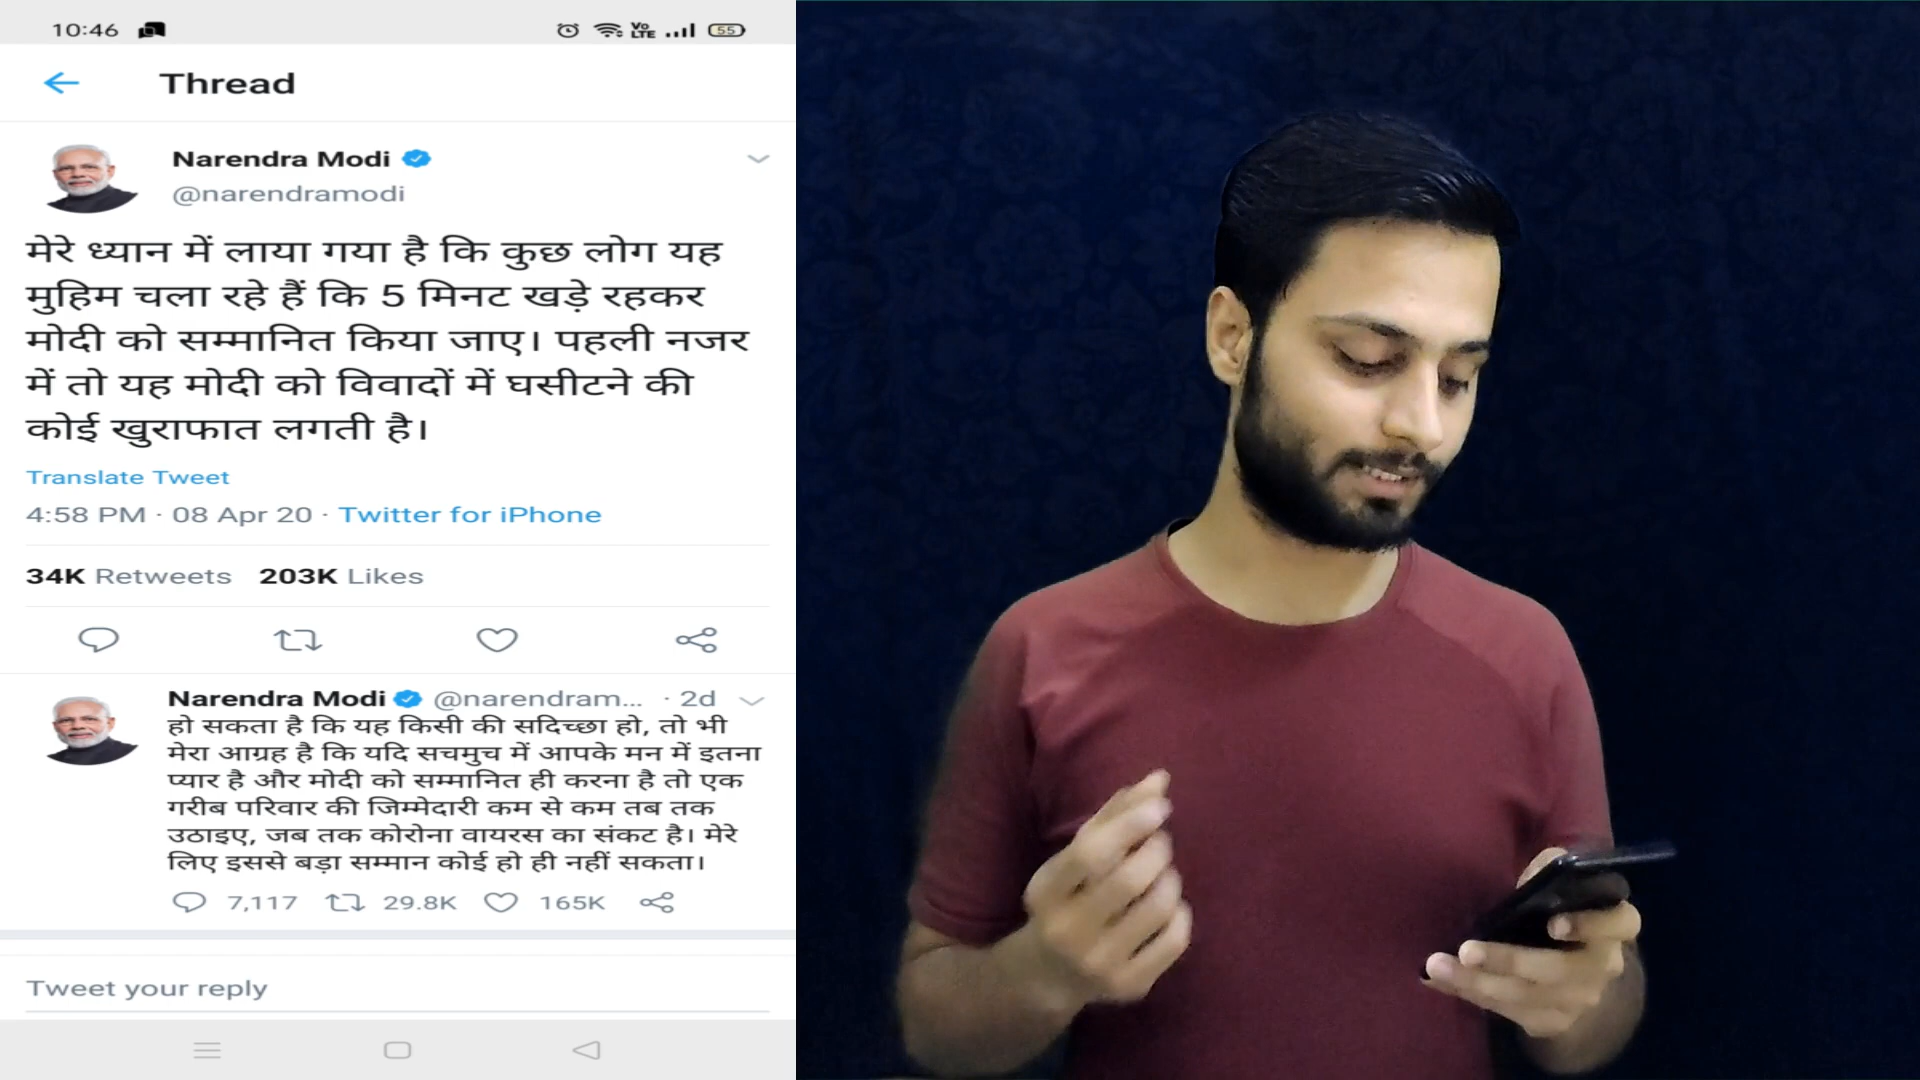 10:46
Vo LTE
55
Thread
Narendra Modi
@narendramodi
मेरे ध्यान में लाया गया है कि कुछ लोग यह
मुहिम चला रहे हैं कि 5 मिनट खड़े रहकर
मोदी को सम्मानित किया जाए। पहली नजर
में तो यह मोदी को विवादों में घसीटने की
कोई खुराफात लगती है।
Translate Tweet
4:58 PM · 08 Apr 20 · Twitter for iPhone
34K Retweets 203K Likes
Narendra Modi @narendram... · 2d
हो सकता है कि यह किसी की सदिच्छा हो, तो भी
मेरा आग्रह है कि यदि सचमुच में आपके मन में इतना
प्यार है और मोदी को सम्मानित ही करना है तो एक
गरीब परिवार की जिम्मेदारी कम से कम तब तक
उठाइए, जब तक कोरोना वायरस का संकट है। मेरे
लिए इससे बड़ा सम्मान कोई हो ही नहीं सकता।
7,117 29.8K 165K
Tweet your reply